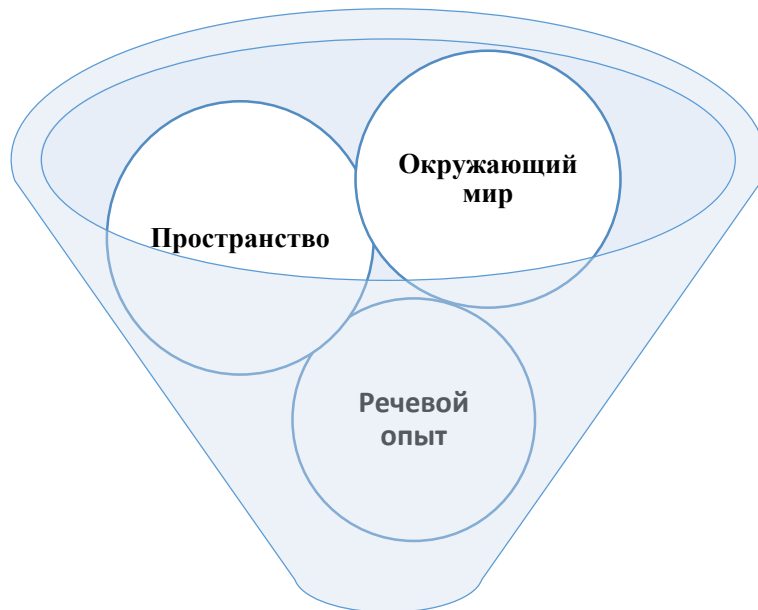 Окружающий
мир
Пространство
Речевой
опыт